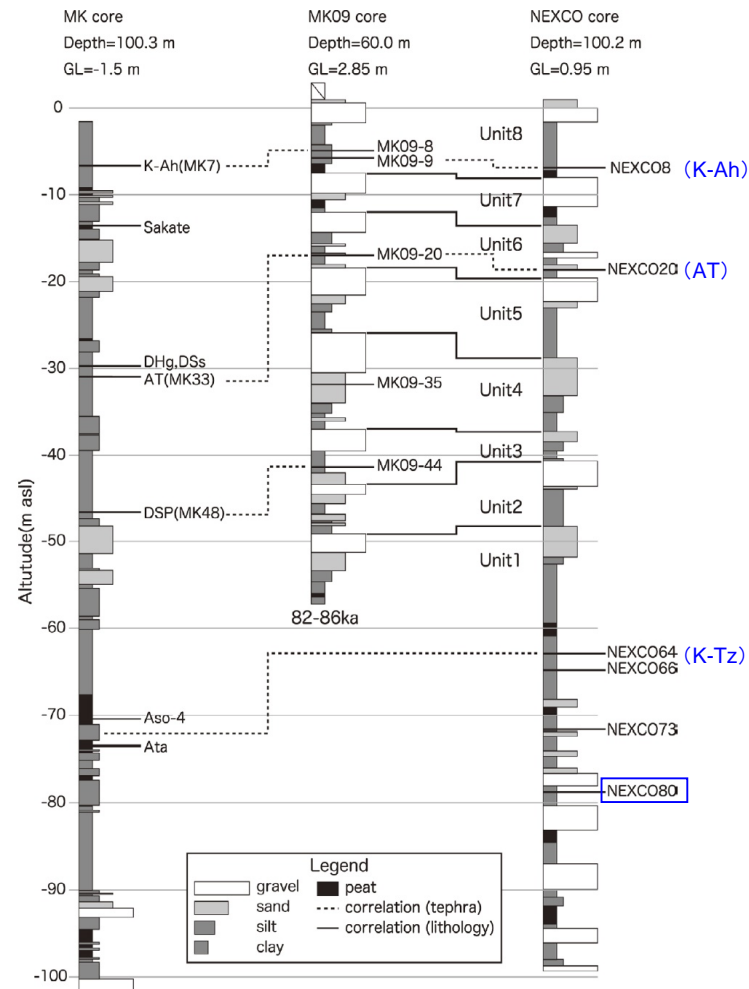 MK core
Depth=100.3 m
GL=-1.5 m
MK09 core
Depth=60.0 m
GL=2.85 m
NEXCO core
Depth=100.2 m
GL=0.95 m
Altutude(m asl)
0
-10
-20
-30
-40
-50
-60
-70
-80
-90
-100
K-Ah(MK7)
Sakate
DHg,DSs
AT(MK33)
DSP(MK48)
Aso-4
Ata
MK09-8
MK09-9
MK09-20
MK09-35
MK09-44
82-86ka
Unit8
Unit7
Unit6
Unit5
Unit4
Unit3
Unit2
Unit1
NEXCO8 (K-Ah)
NEXCO20 (AT)
NEXCO64 (K-Tz)
NEXCO66
NEXCO73
NEXCO80
Legend
gravel
sand
silt
clay
peat
correlation (tephra)
correlation (lithology)